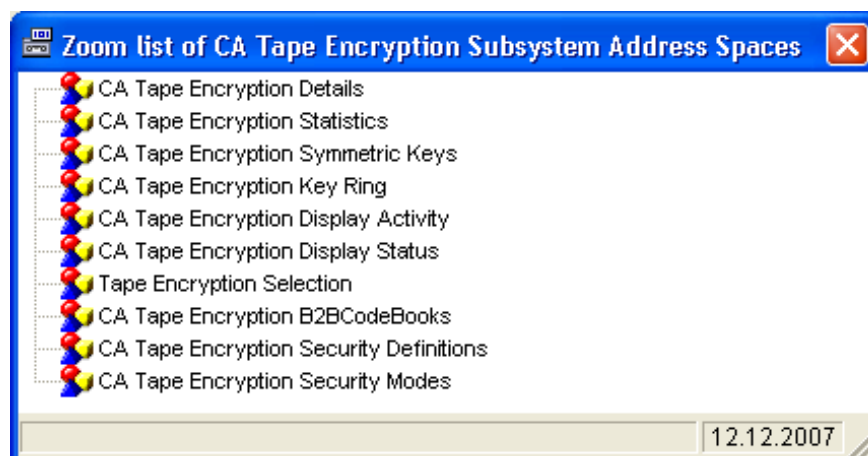 Zoom list of CA Tape Encryption Subsystem Address Spaces
CA Tape Encryption Details
CA Tape Encryption Statistics
CA Tape Encryption Symmetric Keys
CA Tape Encryption Key Ring
CA Tape Encryption Display Activity
CA Tape Encryption Display Status
Tape Encryption Selection
CA Tape Encryption B2BCodeBooks
CA Tape Encryption Security Definitions
CA Tape Encryption Security Modes
12.12.2007